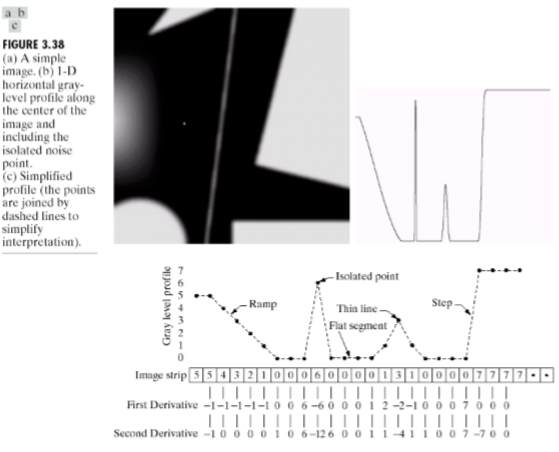 a b
c
FIGURE 3.38
(a) A simple
image. (b) 1-D
horizontal gray-
level profile along
the center of the
image and
including the
isolated noise
point.
(c) Simplified
profile (the points
are joined by
dashed lines to
simplify
interpretation).
Gray level profile
7
6
5
4
3
2
1
0
Isolated point
Ramp
Thin line
Step
Flat segment
Image strip 5 5 4 3 2 1 0 0 0 6 0 0 0 0 1 3 1 0 0 0 0 7 7 7 7 • •
First Derivative −1−1−1−1−1 0 0 6 −6 0 0 0 1 2 −2−1 0 0 0 7 0 0 0
Second Derivative −1 0 0 0 0 1 0 6−12 6 0 0 1 1 −4 1 1 0 0 7 −7 0 0